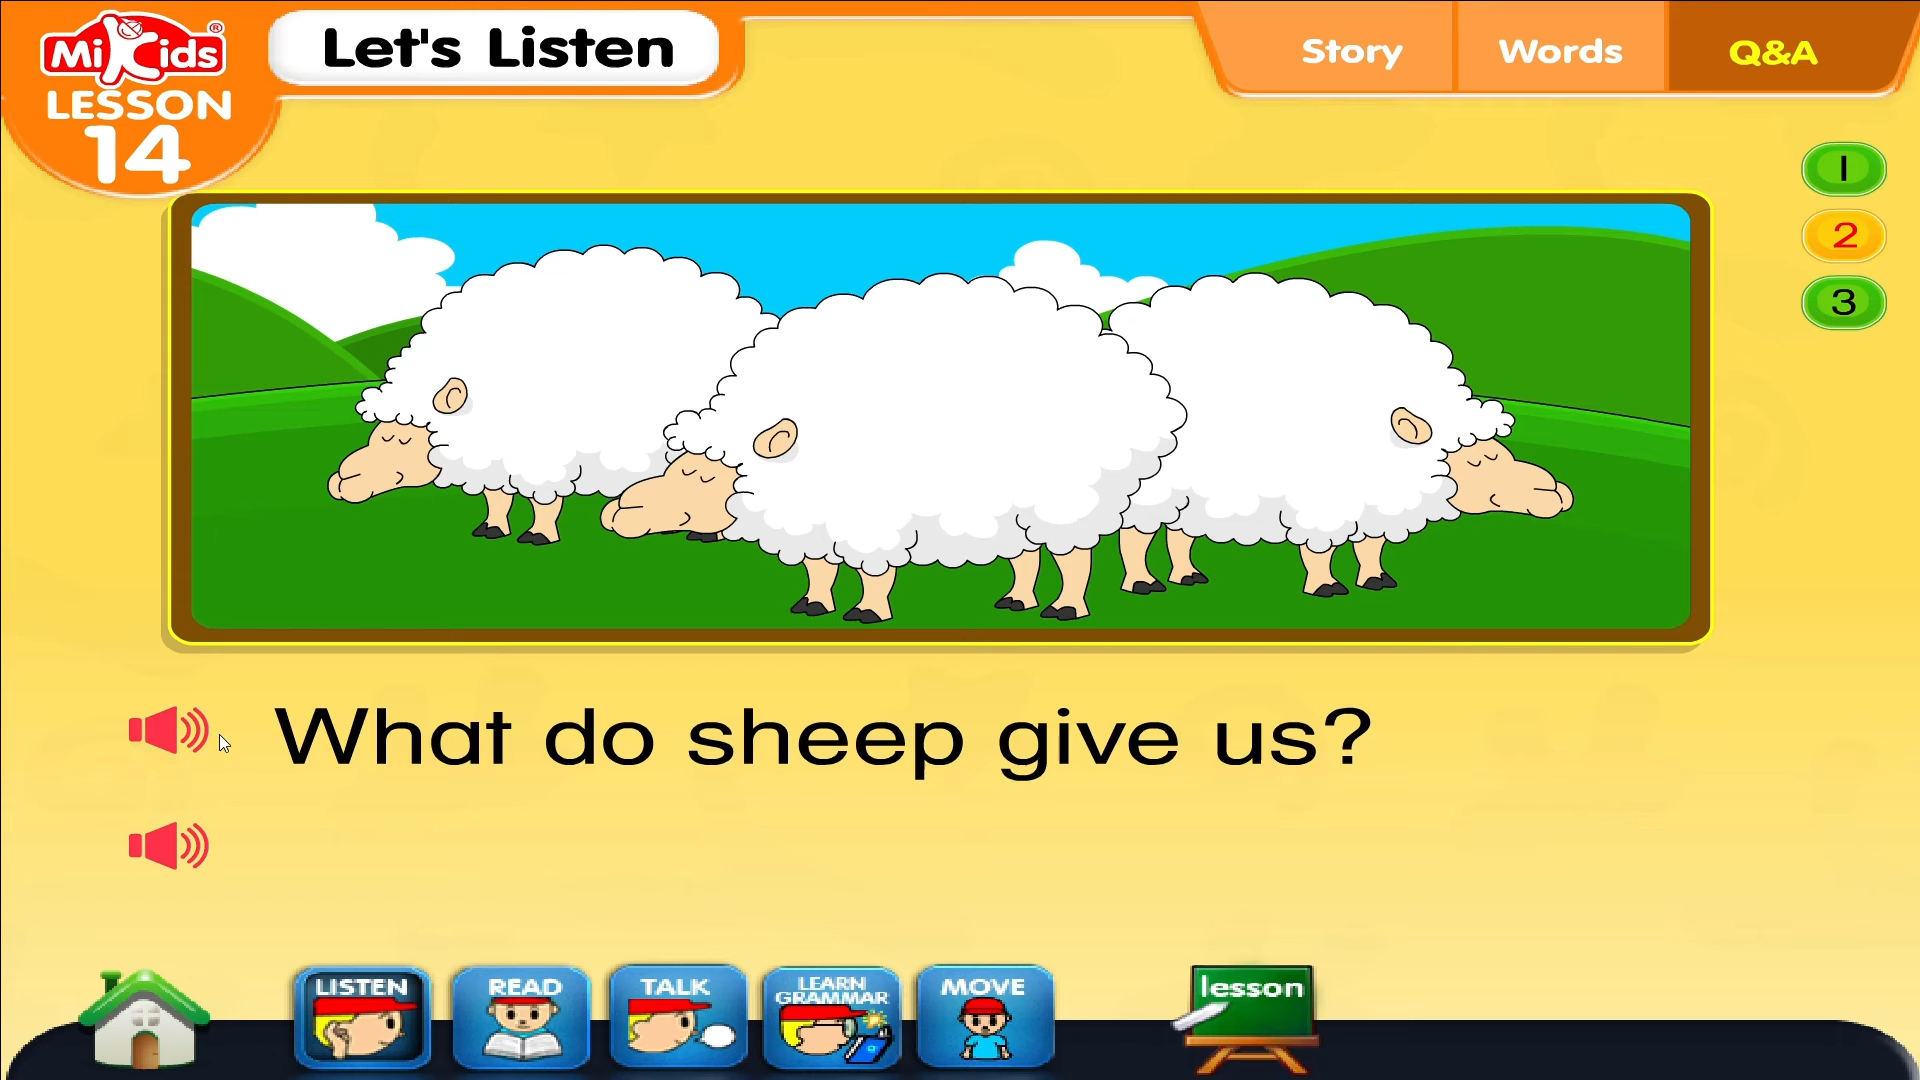 MiKids®
LESSON
14
Let's Listen
Story
Words
Q&A
1
2
3
What do sheep give us?
LISTEN
READ
TALK
LEARN
GRAMMAR
MOVE
lesson